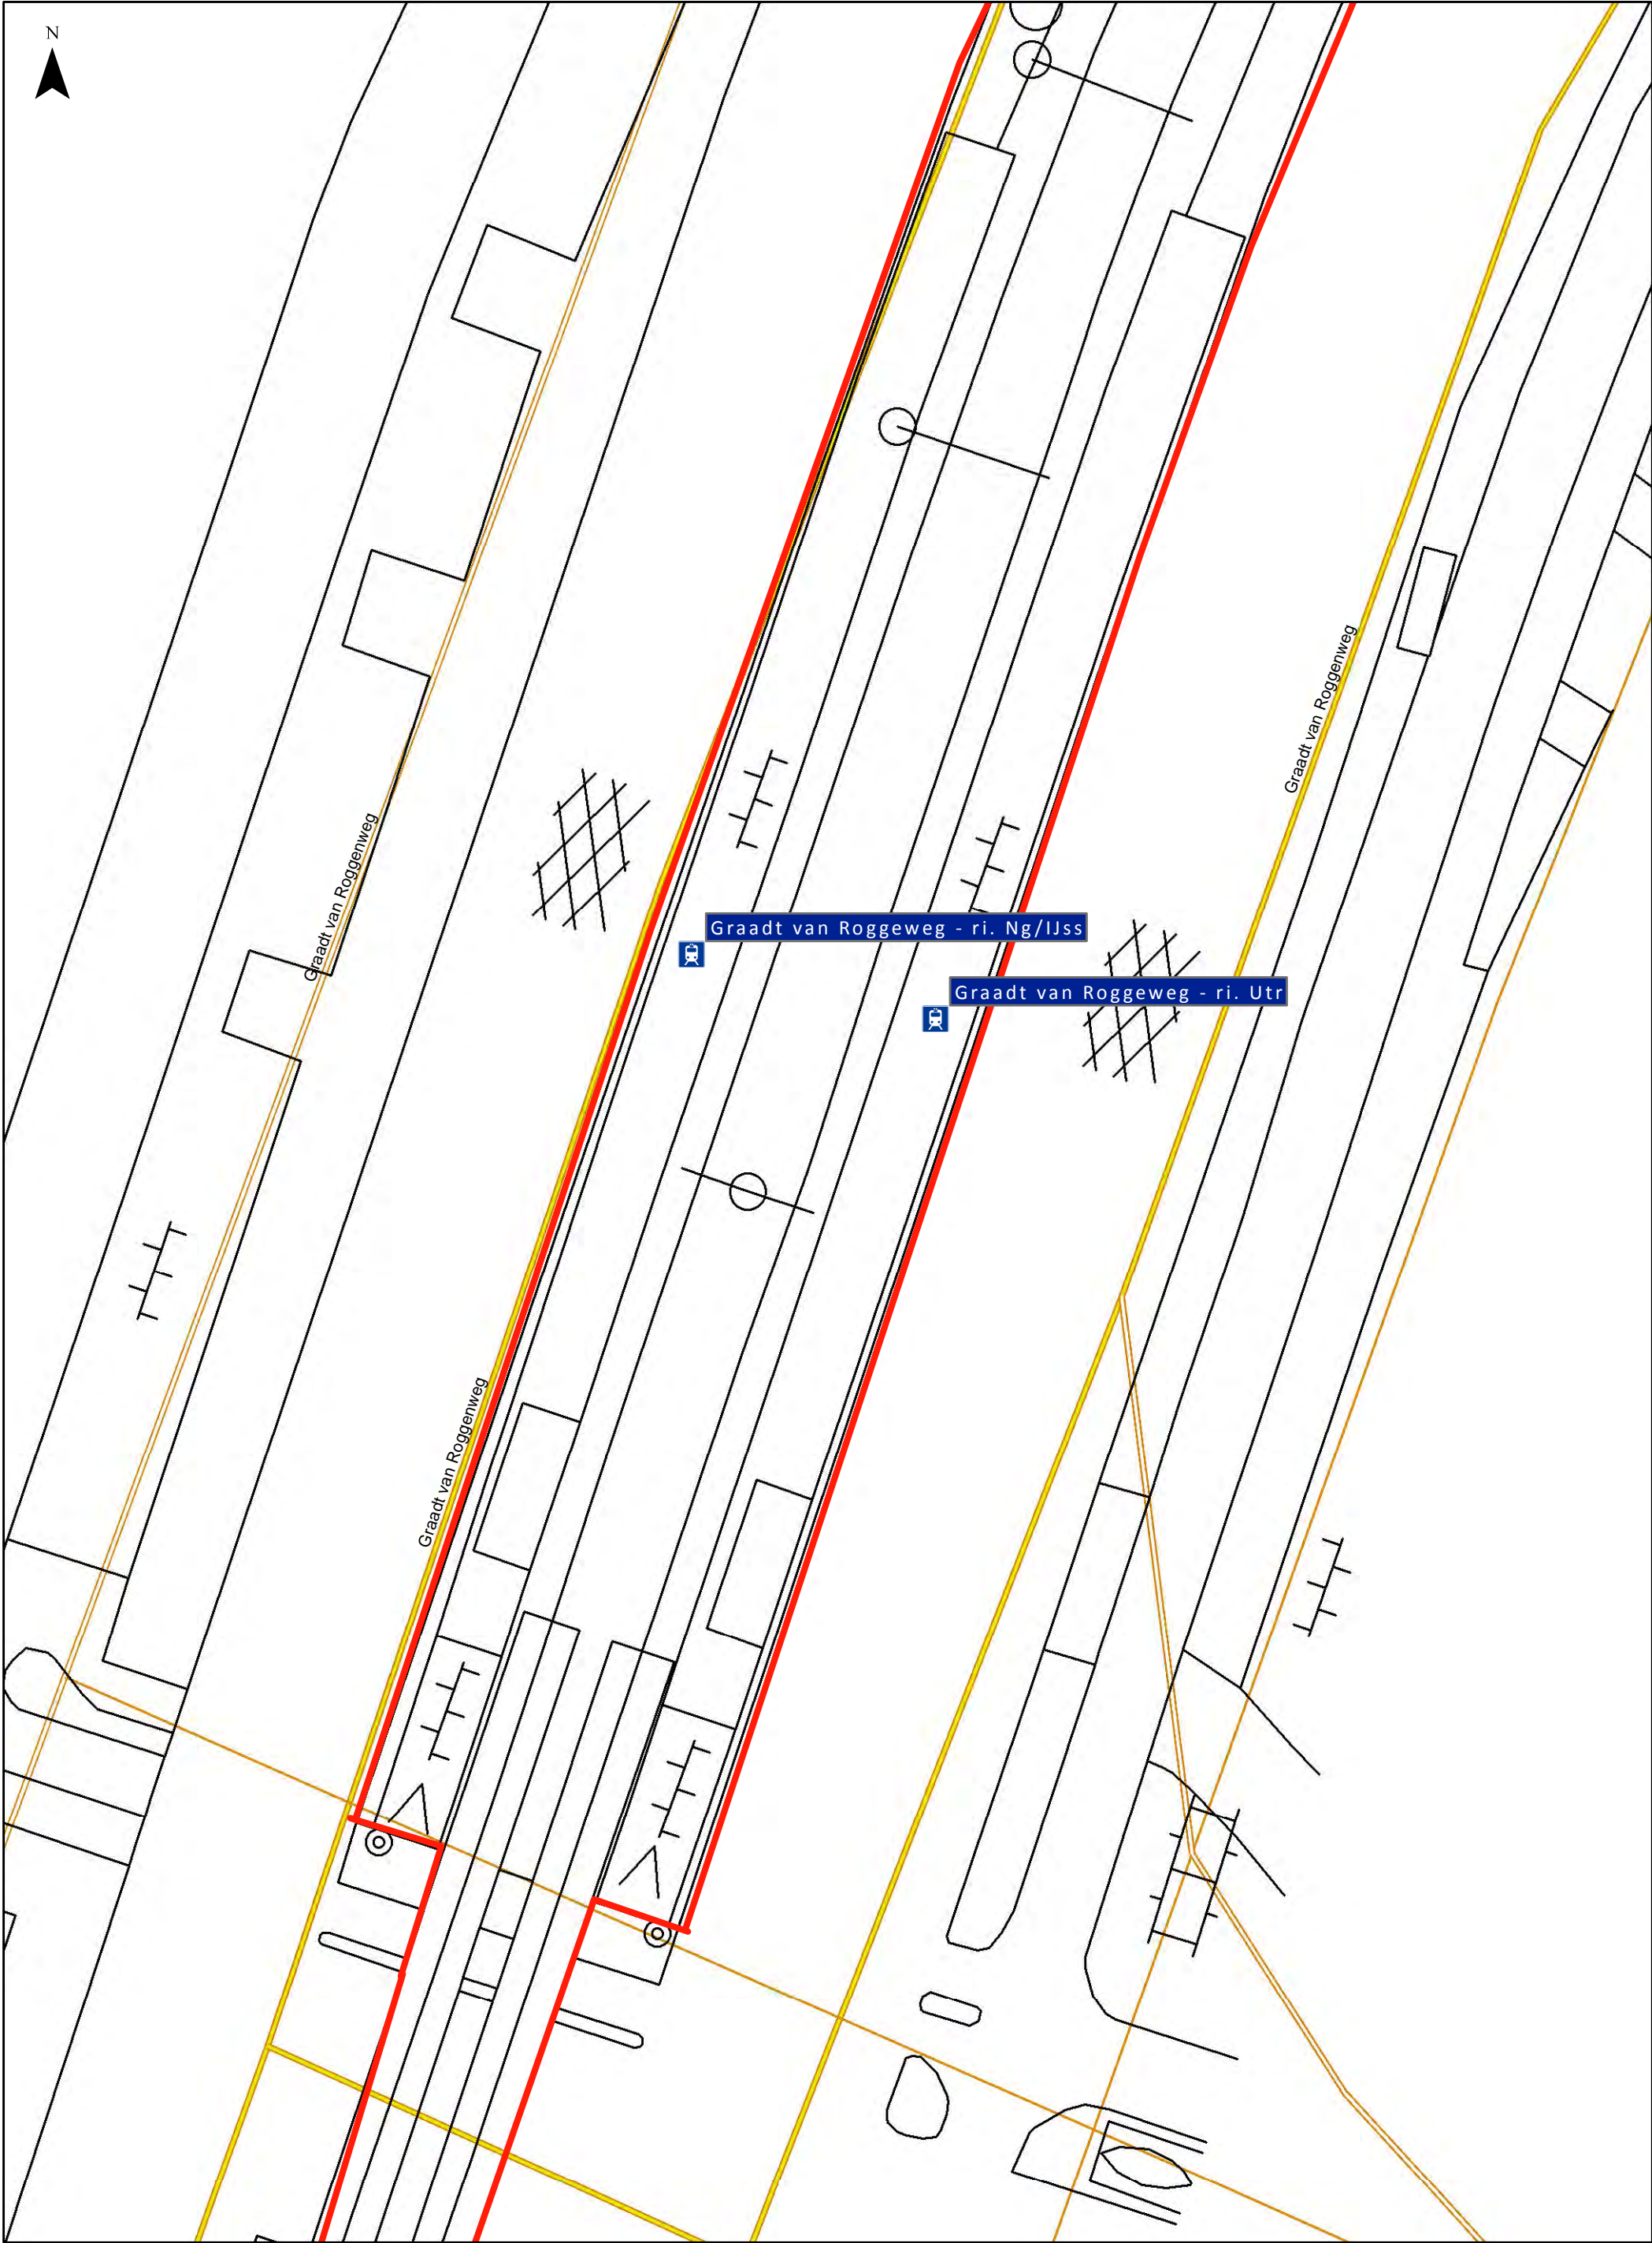 N
Graadt van Roggenweg
Graadt van Roggenweg
Graadt van Roggeweg - ri. Ng/IJss
Graadt van Roggeweg - ri. Utr
Graadt van Roggenweg